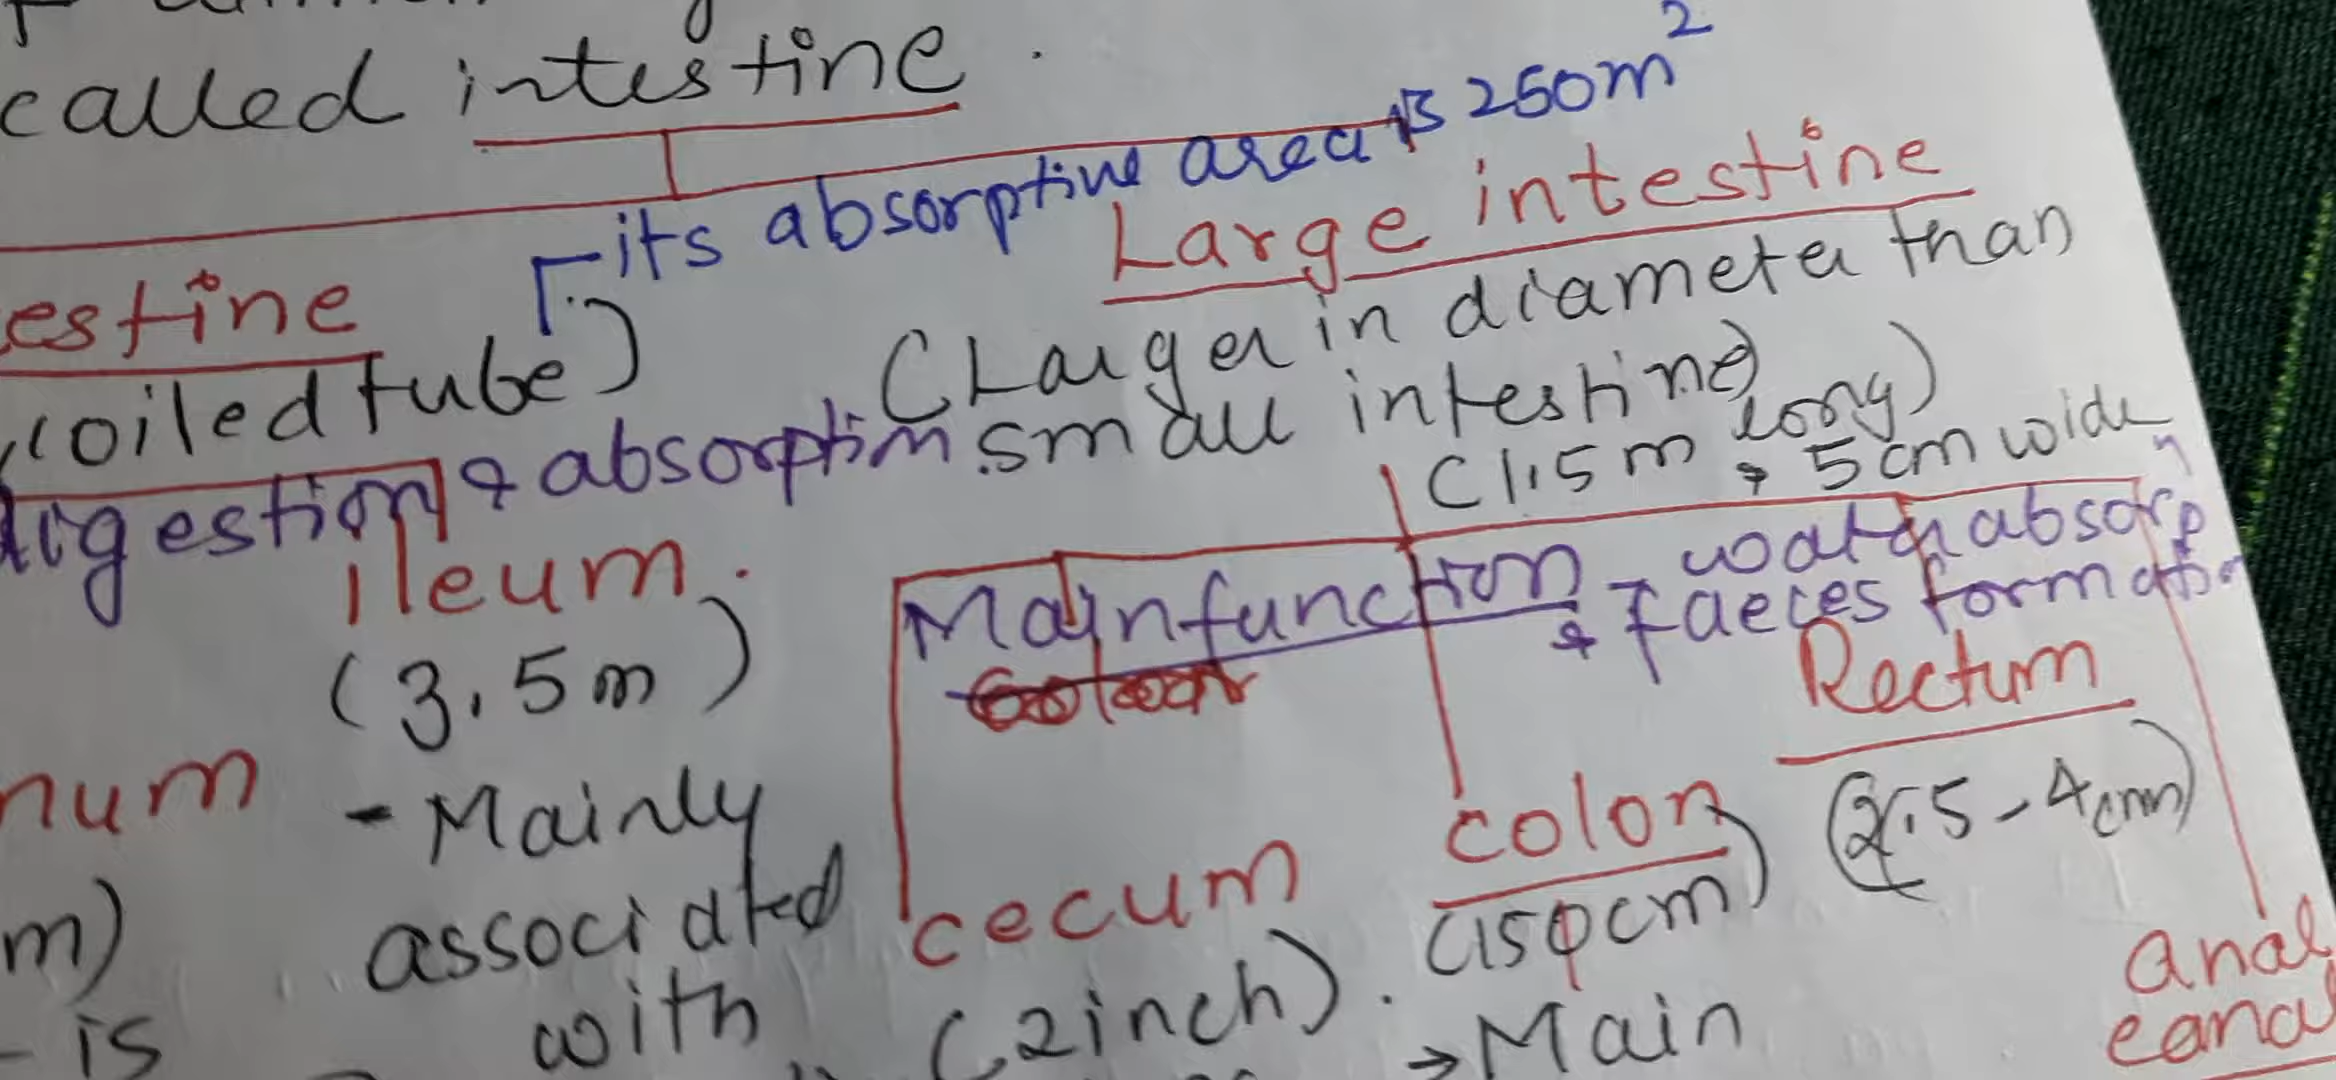 called intestine.
its absorptive area is 250m²
estine
coiled tube)
digestion & absorption
Large intestine
(Larger in diameter than
small intestine)
(1.5m long)
, 5cm wide
Main function - water absorp
& faeces formation
ileum.
(3.5m)
- Mainly
associated
with
num
m)
- is
cecum
(2inch).
colon
(150cm)
→ Main
Rectum
(2.5-4cm)
anal
canal